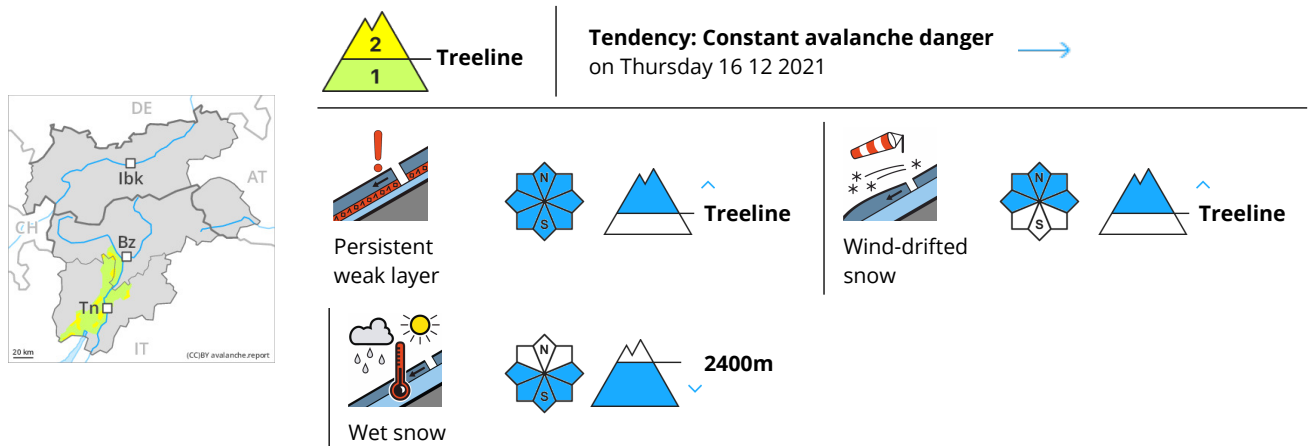 2
1
Treeline
Tendency: Constant avalanche danger
on Thursday 16 12 2021
DE
Ibk
AT
CH
Bz
Tn
IT
20 km
(CC)BY avalanche.report
N
S
Treeline
Persistent
weak layer
N
S
Treeline
Wind-drifted
snow
N
S
2400m
Wet snow